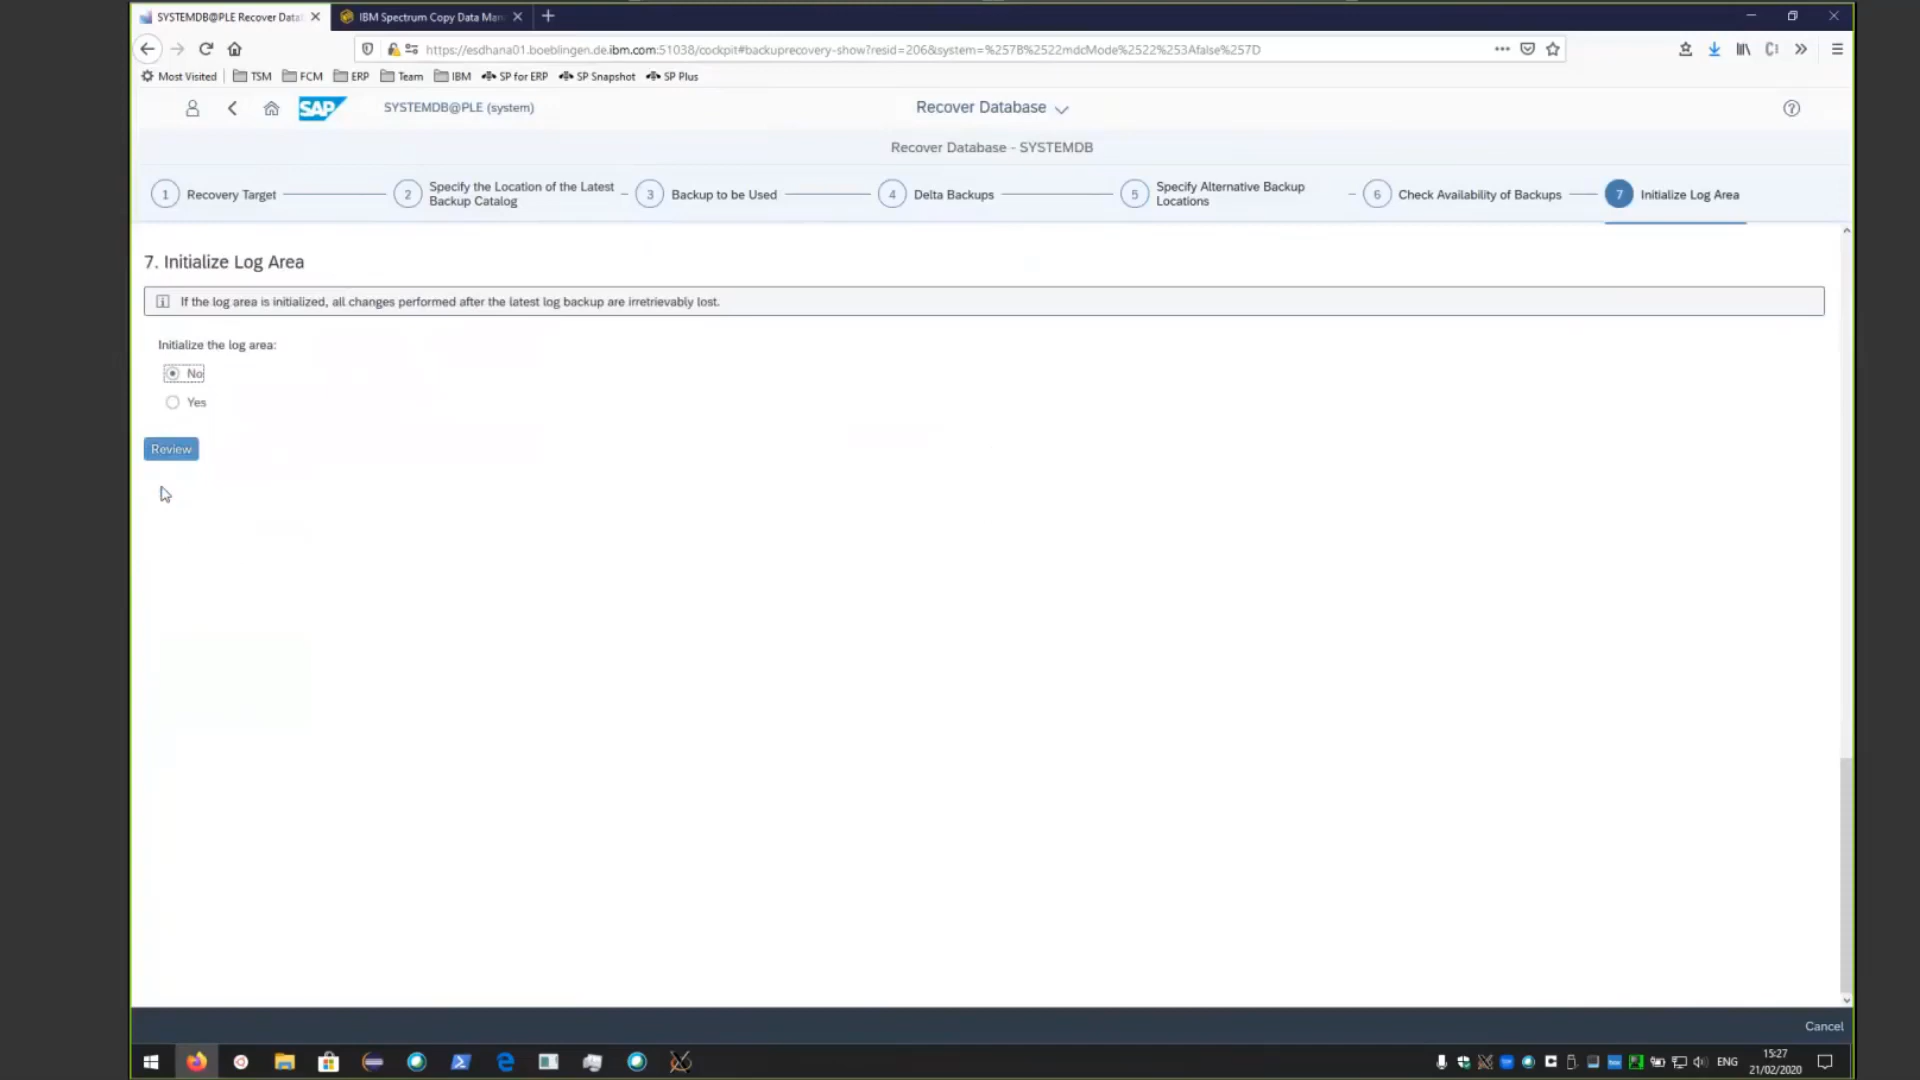 SYSTEMDB@PLE Recover Data
IBM Spectrum Copy Data Man
https://esdhana01.boeblingen.de.ibm.com:51038/cockpit#backuprecovery-show?resid=206&system=%257B%2522mdcMode%2522%253Afalse%257D
Most Visited TSM FCM ERP Team IBM SP for ERP SP Snapshot SP Plus
SAP SYSTEMDB@PLE (system) Recover Database
Recover Database - SYSTEMDB
1 Recovery Target
2 Specify the Location of the Latest
Backup Catalog
3 Backup to be Used
4 Delta Backups
5 Specify Alternative Backup
Locations
6 Check Availability of Backups
7 Initialize Log Area
7. Initialize Log Area
If the log area is initialized, all changes performed after the latest log backup are irretrievably lost.
Initialize the log area:
No
Yes
Review
Cancel
ENG
15:27
21/02/2020